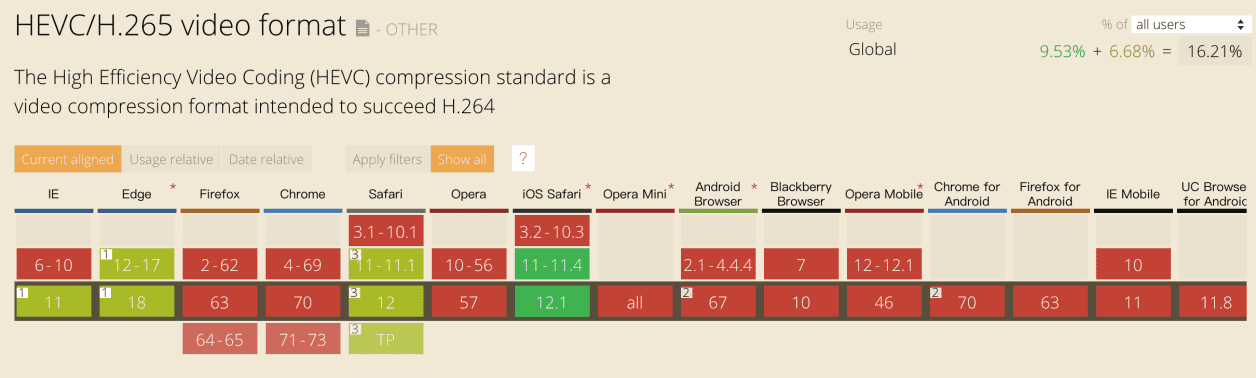 HEVC/H.265 video format - OTHER
Usage % of all users
Global 9.53% + 6.68% = 16.21%
The High Efficiency Video Coding (HEVC) compression standard is a
video compression format intended to succeed H.264
Current aligned Usage relative Date relative Apply filters Show all ?
IE Edge * Firefox Chrome Safari Opera iOS Safari * Opera Mini * Android Browser * Blackberry Browser Opera Mobile * Chrome for Android Firefox for Android IE Mobile UC Browse for Androic
3.1 - 10.1 3.2 - 10.3
6 - 10 1 12 - 17 2 - 62 4 - 69 3 11 - 11.1 10 - 56 11 - 11.4 2.1 - 4.4.4 7 12 - 12.1 10
1 11 1 18 63 70 3 12 57 12.1 all 2 67 10 46 2 70 63 11 11.8
64 - 65 71 - 73 3 TP